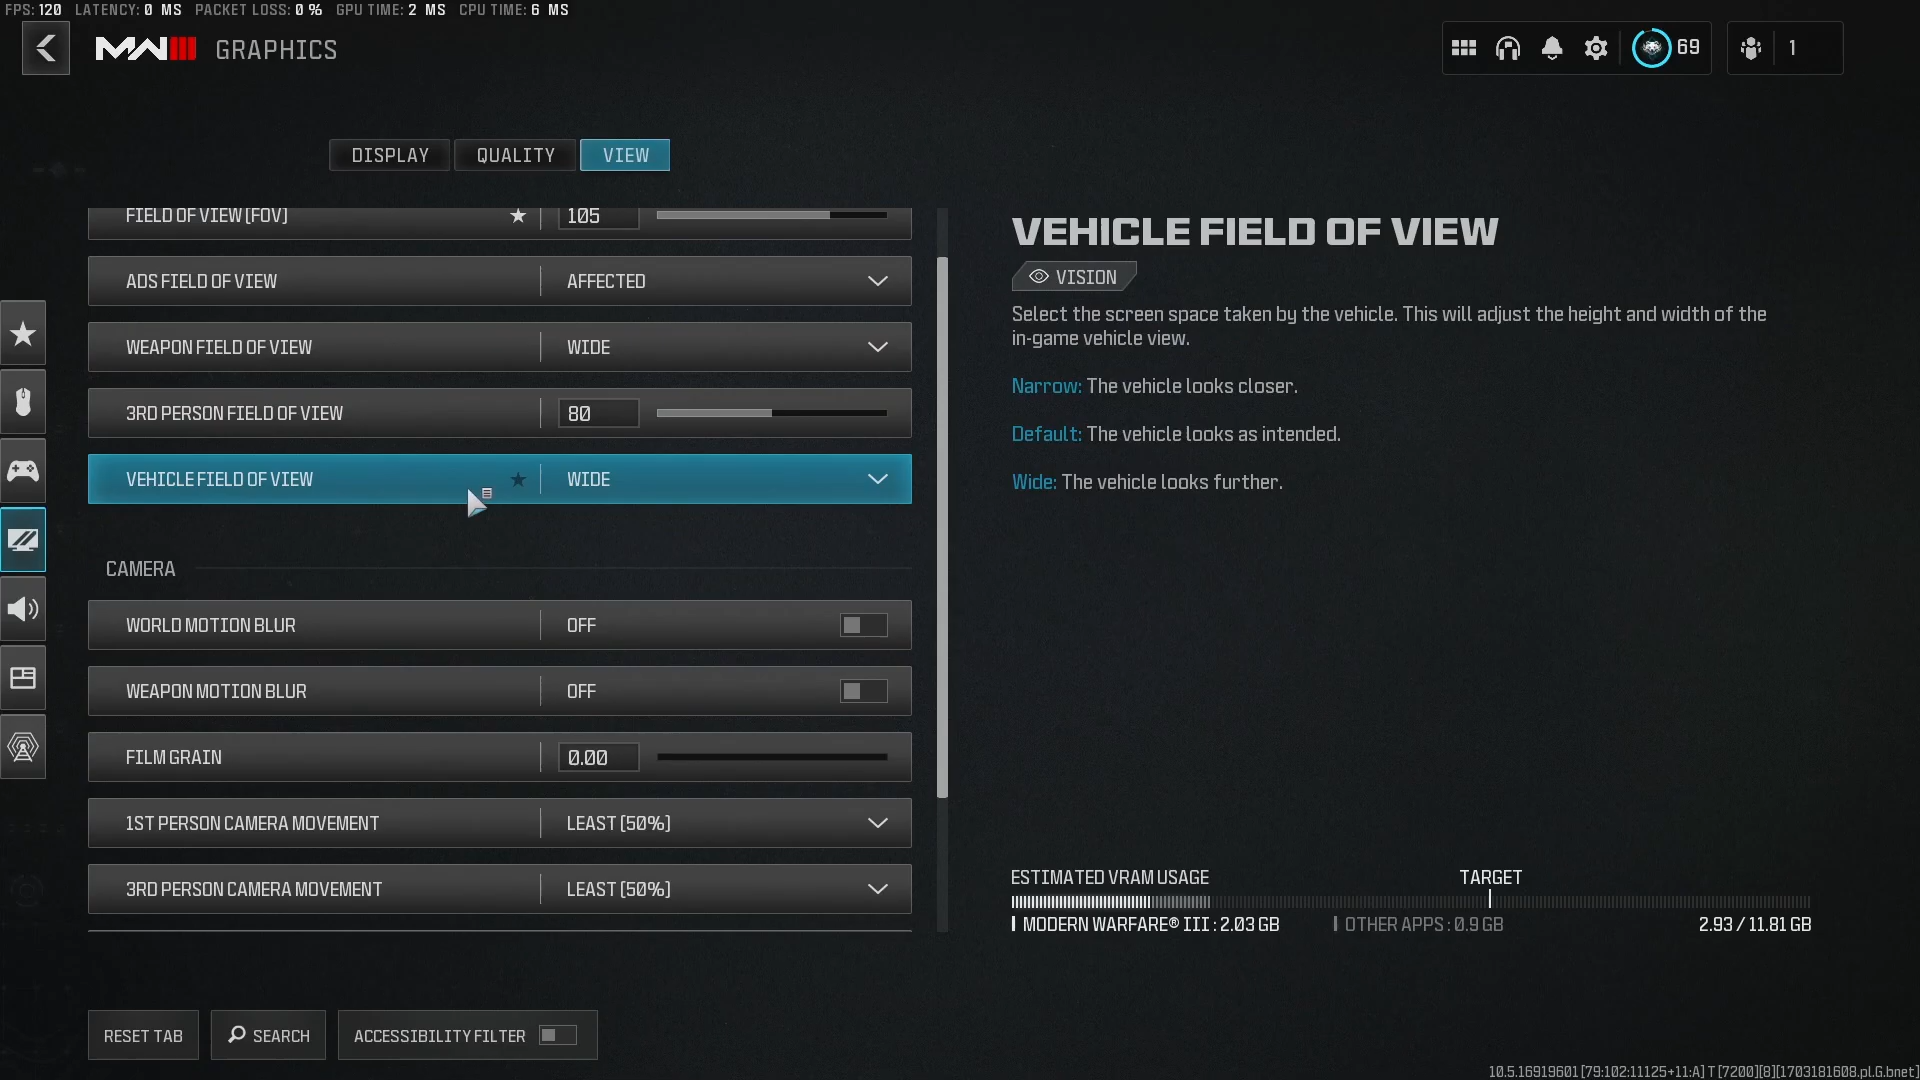 FPS: 120 LATENCY: 0 MS PACKET LOSS: 0 % GPU TIME: 2 MS CPU TIME: 6 MS
MWIII GRAPHICS
69
1
DISPLAY
QUALITY
VIEW
FIELD OF VIEW (FOV)
105
ADS FIELD OF VIEW
AFFECTED
WEAPON FIELD OF VIEW
WIDE
3RD PERSON FIELD OF VIEW
80
VEHICLE FIELD OF VIEW
WIDE
CAMERA
WORLD MOTION BLUR
OFF
WEAPON MOTION BLUR
OFF
FILM GRAIN
0.00
1ST PERSON CAMERA MOVEMENT
LEAST (50%)
3RD PERSON CAMERA MOVEMENT
LEAST (50%)
VEHICLE FIELD OF VIEW
VISION
Select the screen space taken by the vehicle. This will adjust the height and width of the
in-game vehicle view.
Narrow: The vehicle looks closer.
Default: The vehicle looks as intended.
Wide: The vehicle looks further.
ESTIMATED VRAM USAGE
TARGET
MODERN WARFARE® III : 2.03 GB
OTHER APPS : 0.9 GB
2.93 / 11.81 GB
RESET TAB
SEARCH
ACCESSIBILITY FILTER
10.5.16919601 [79:102:11125+11:A] T [7200][8][1703181608.pl.G.bnet]